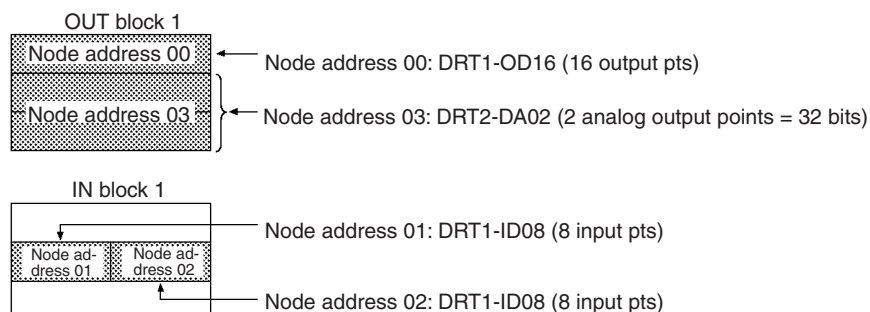 OUT block 1
Node address 00
Node address 00: DRT1-OD16 (16 output pts)
Node address 03
Node address 03: DRT2-DA02 (2 analog output points = 32 bits)
IN block 1
Node address 01: DRT1-ID08 (8 input pts)
Node ad-
dress 01
Node ad-
dress 02
Node address 02: DRT1-ID08 (8 input pts)